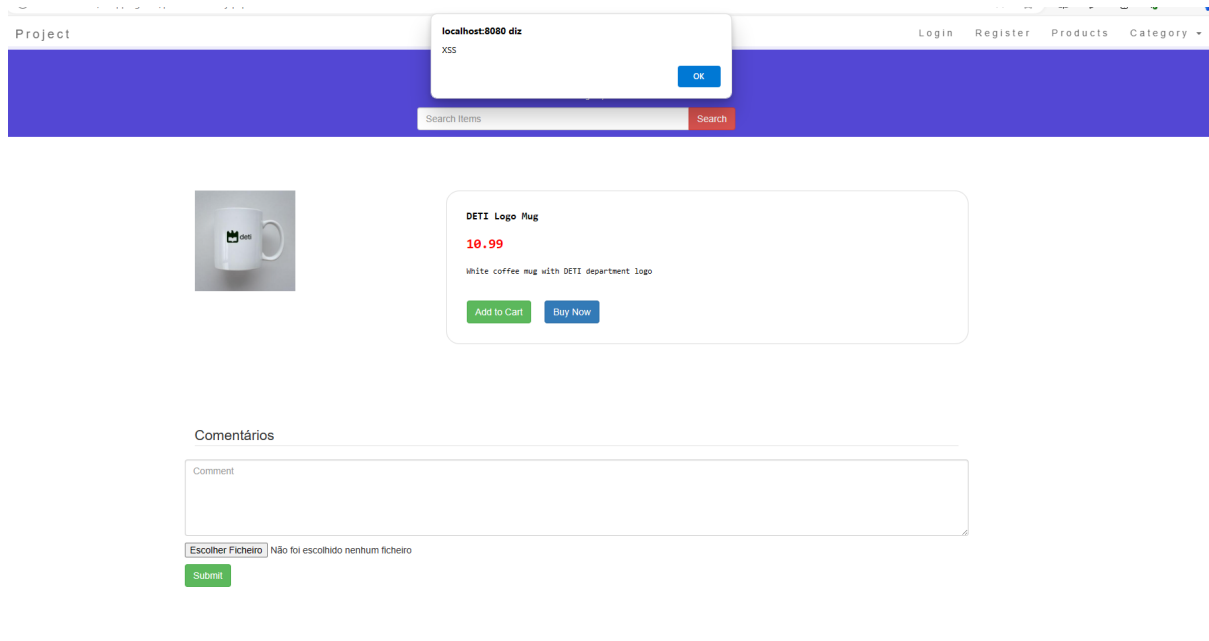 localhost:8080 diz
Project
Login Register Products Category
XSS
OK
Search Items
Search
deti
DETI Logo Mug
10.99
White coffee mug with DETI department logo
Add to Cart Buy Now
Comentários
Comment
Escolher Ficheiro Não foi escolhido nenhum ficheiro
Submit